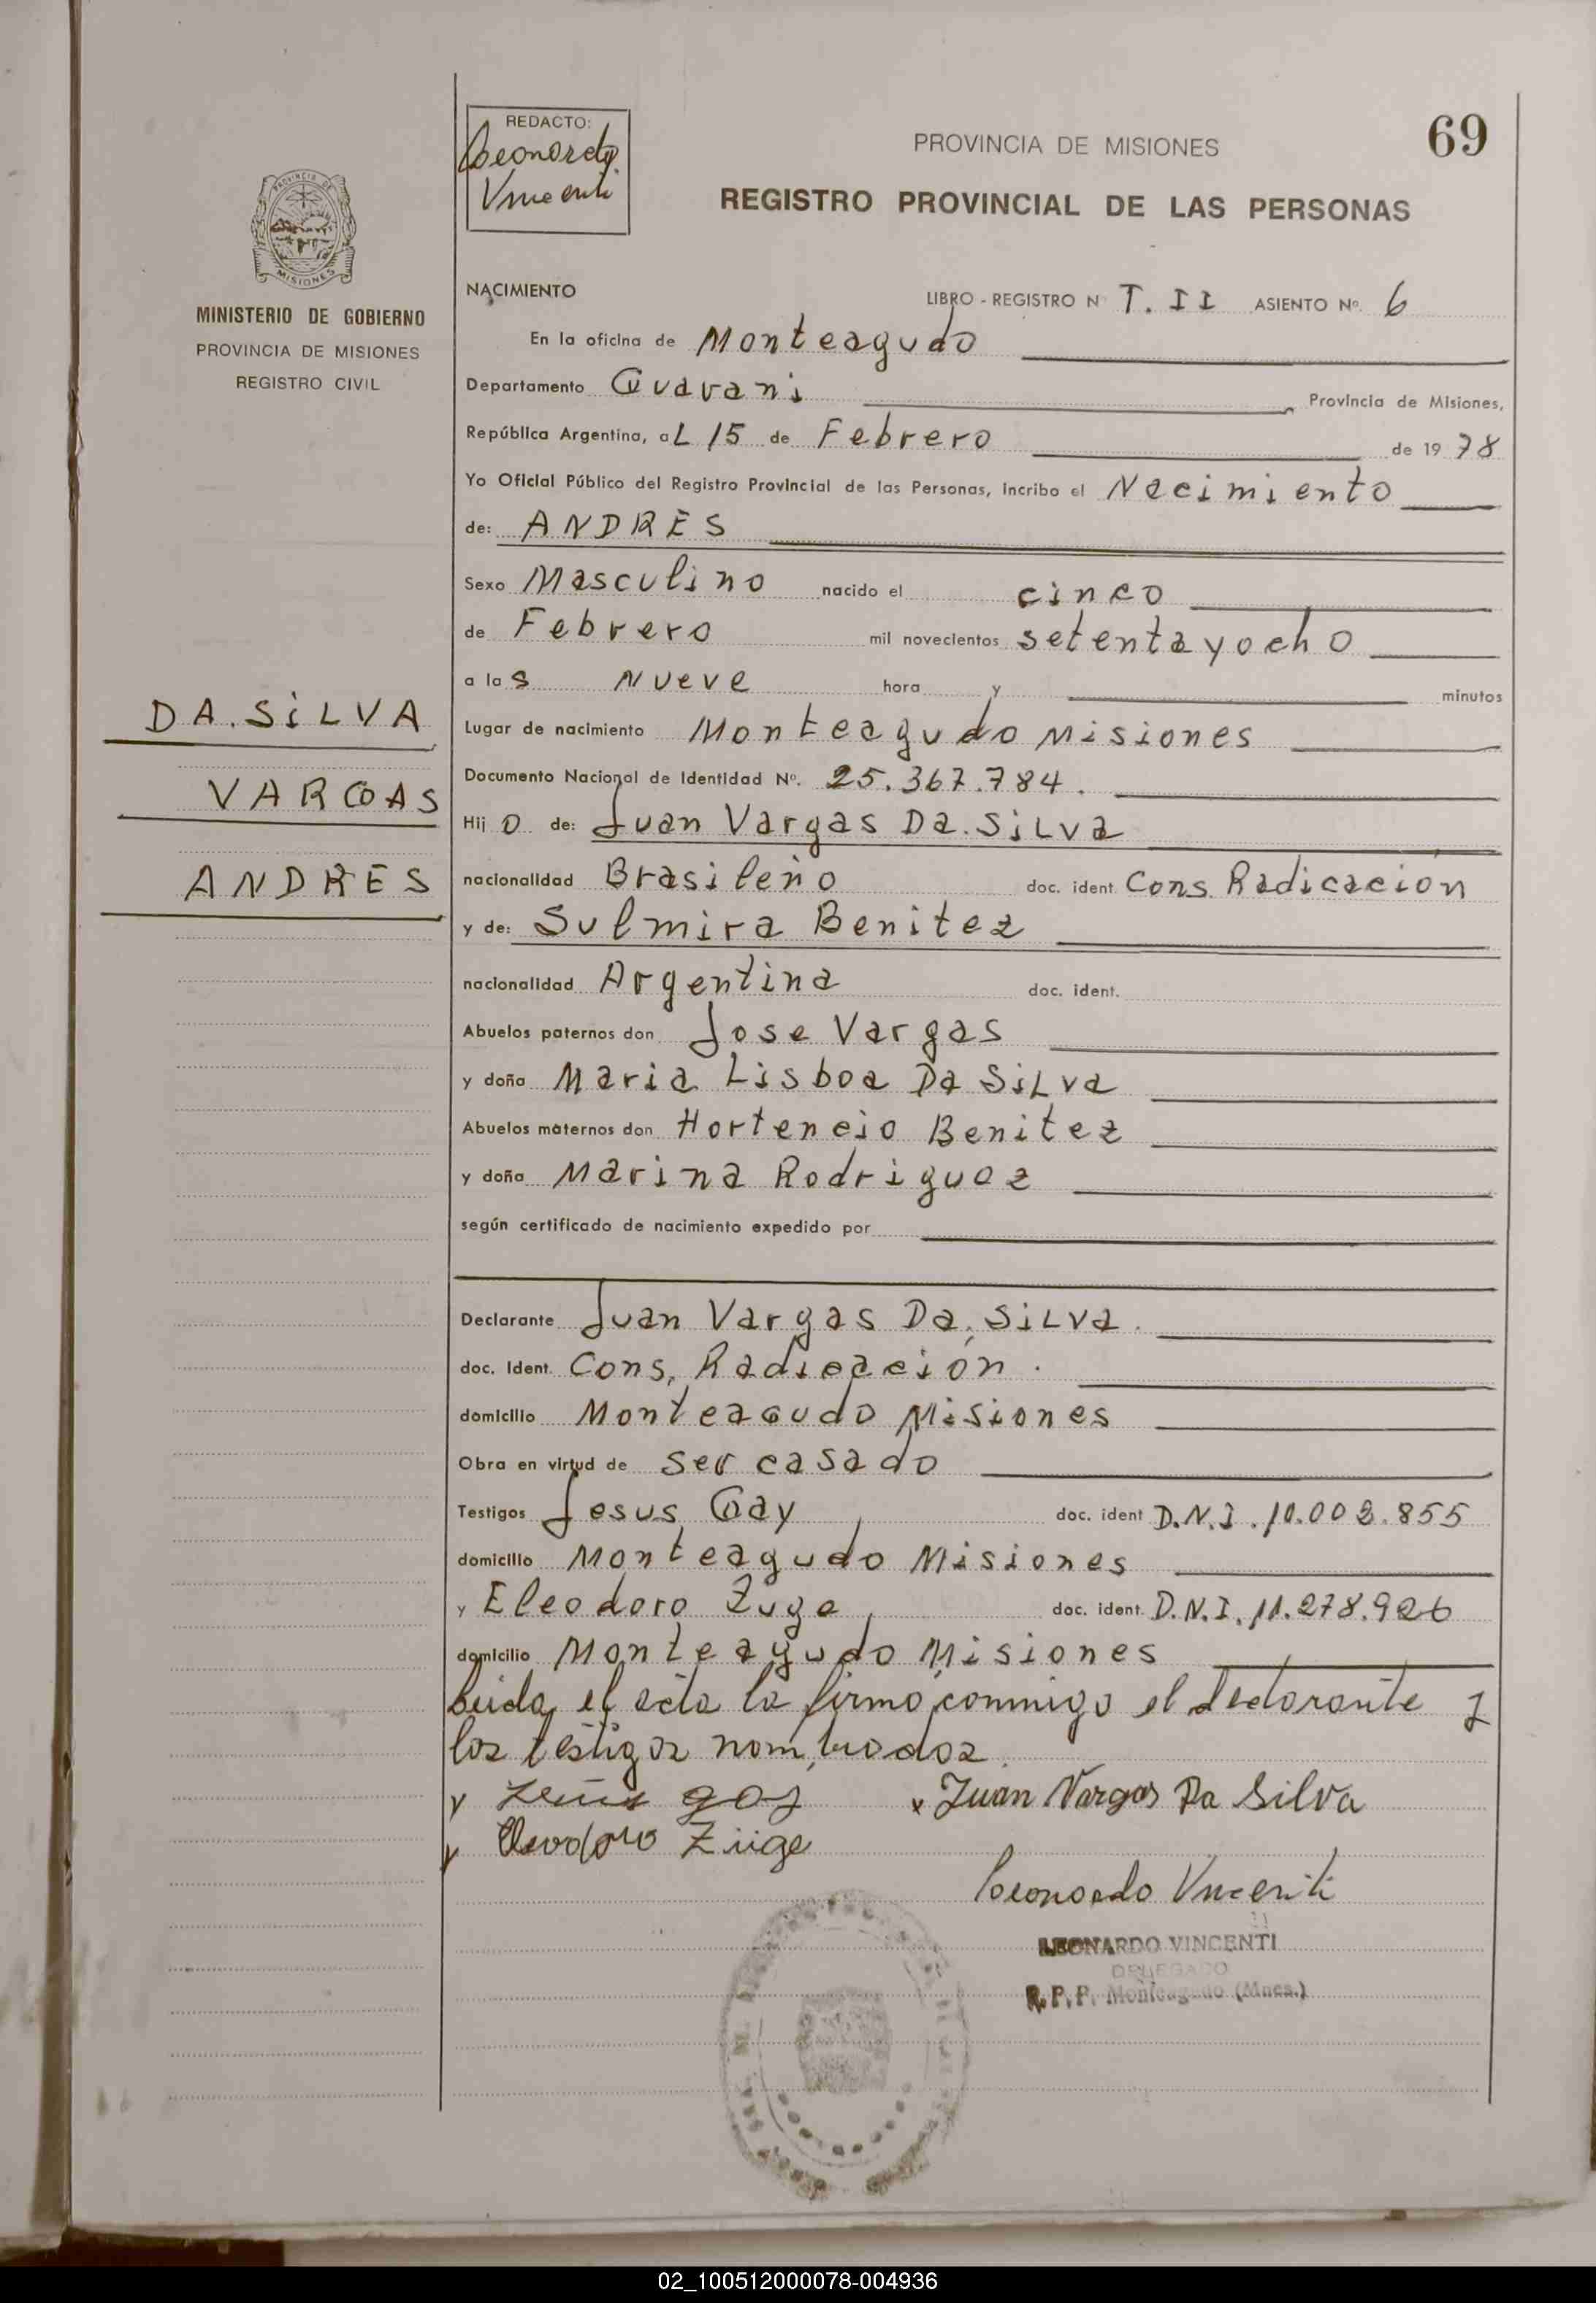 REDACTO:
Leonardo
Vincenti
PROVINCIA DE MISIONES
69
REGISTRO PROVINCIAL DE LAS PERSONAS
PROVINCIA DE
MISIONES
MINISTERIO DE GOBIERNO
PROVINCIA DE MISIONES
REGISTRO CIVIL
NACIMIENTO
LIBRO - REGISTRO Nº T. II ASIENTO Nº. 6
En la oficina de Monteagudo
Departamento Guarani Provincia de Misiones,
República Argentina, aL 15 de Febrero de 1978
Yo Oficial Público del Registro Provincial de las Personas, incribo el Nacimiento
de: ANDRÉS
Sexo Masculino nacido el cinco
de Febrero mil novecientos setenta y ocho
a las Nueve hora y minutos
DA. SiLVA
VARGAS
ANDRÉS
Lugar de nacimiento Monteagudo Misiones
Documento Nacional de Identidad Nº. 25.367.784.
Hijo de: Juan Vargas Da. SiLva
nacionalidad Brasileño doc. ident. Cons. Radicación
y de: Sulmira Benitez
nacionalidad Argentina doc. ident.
Abuelos paternos don Jose Vargas
y doña Maria Lisboa Da SiLva
Abuelos maternos don Hortencio Benitez
y doña Marina Rodriguez
según certificado de nacimiento expedido por
Declarante Juan Vargas Da. SiLva.
doc. Ident. Cons. Radicación.
domicilio Monteagudo Misiones
Obra en virtud de ser casado
Testigos Jesus Gay doc. ident D.N.I. 10.003.855
domicilio Monteagudo Misiones
y Eleodoro Zuge doc. ident. D.N.I. 11.278.926
domicilio Monteagudo Misiones
Leida el acta la firmo conmigo el declarante y
los testigos nombrados.
Juan Vargas Da Silva
Eleodoro Züge
Leonardo Vincenti
LEONARDO VINCENTI
DELEGADO
R.P.P. Monteagudo (Mnes.)
02_100512000078-004936